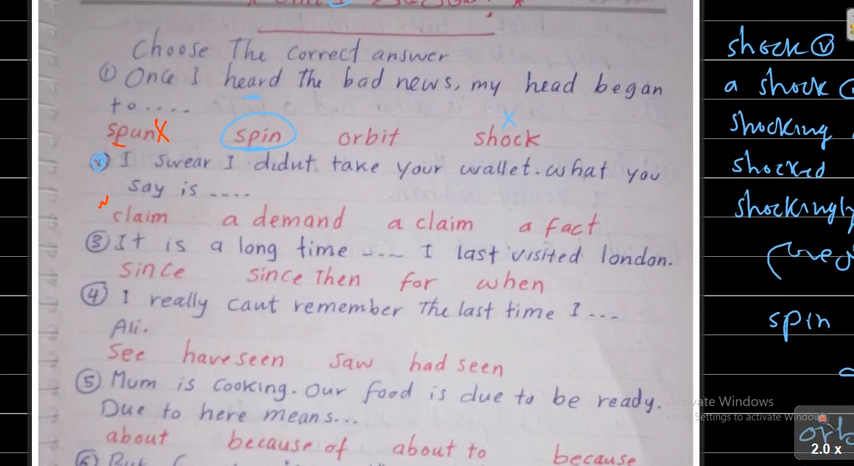 Choose The Correct answer
① Once I heard The bad news, my head began
to....
spun X spin orbit shock X
② I swear I didn't take your wallet. what you
say is ....
claim a demand a claim a fact
③ It is a long time .... I last visited london.
Since since Then for when
④ I really can't remember The last time I ...
Ali.
See have seen saw had seen
⑤ Mum is cooking. Our food is due to be ready.
Due to here means...
about because of about to because
shock (v)
a shock
shocking
shocked
shockingly
spin
Activate Windows
Settings to activate Windows.
2.0 x